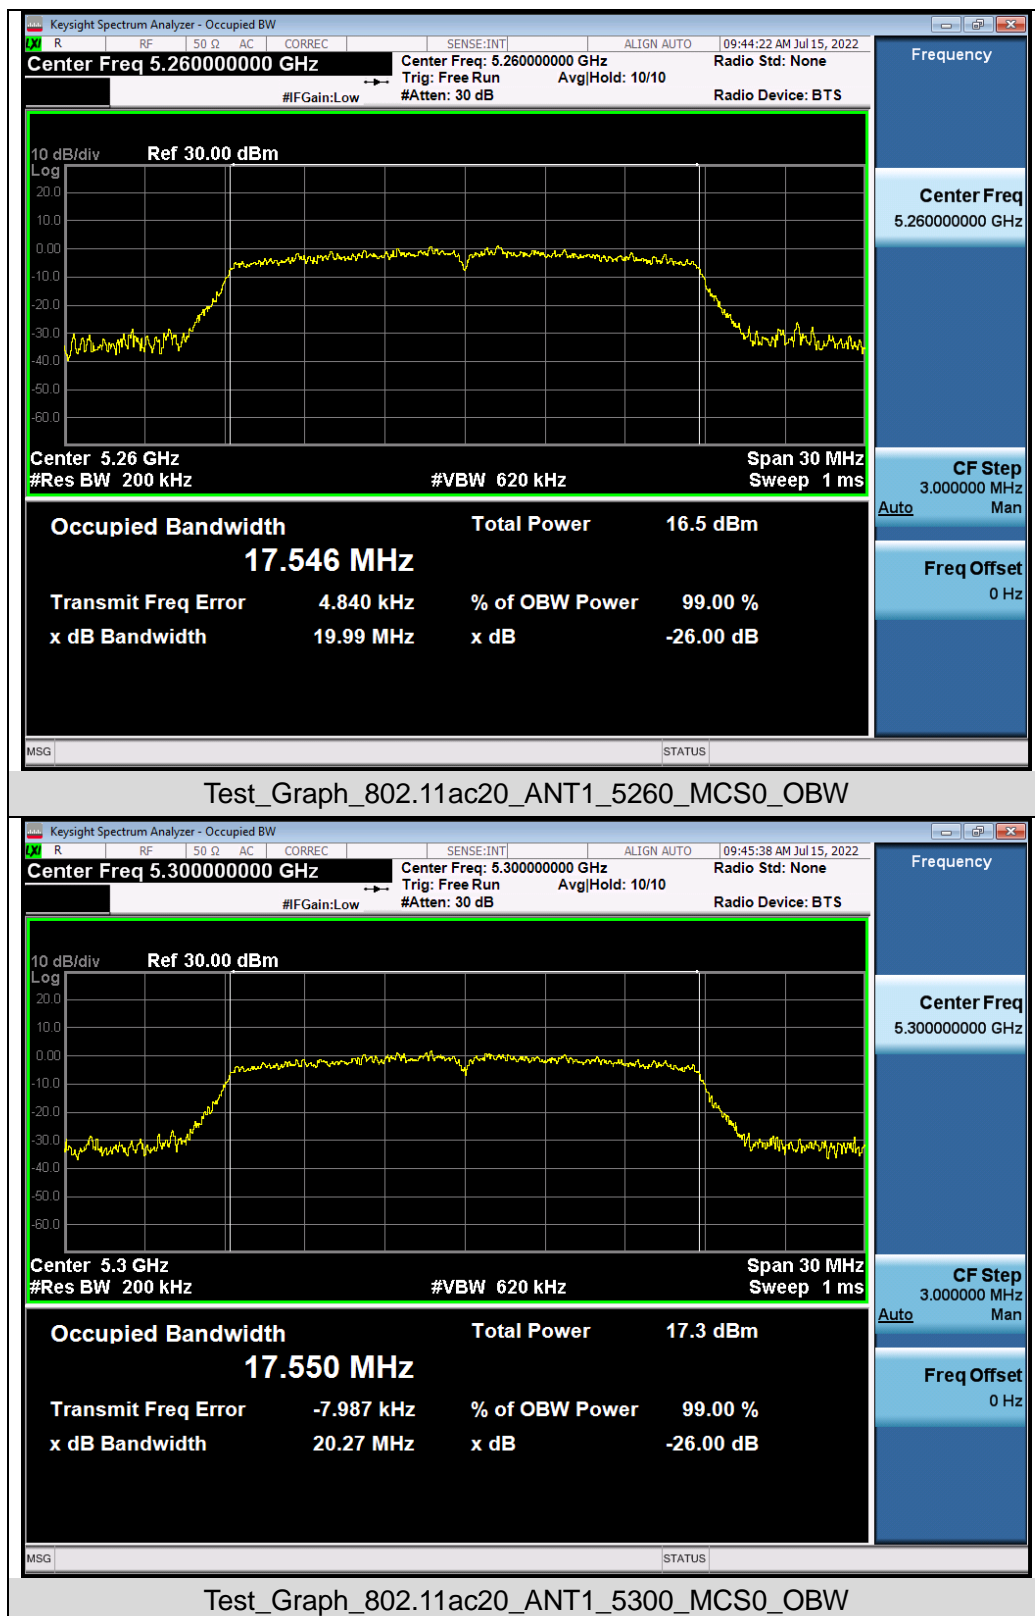 Keysight Spectrum Analyzer - Occupied BW
LXI R RF 50 Ω AC CORREC SENSE:INT ALIGN AUTO 09:44:22 AM Jul 15, 2022
Center Freq 5.260000000 GHz
Center Freq: 5.260000000 GHz
Radio Std: None
Trig: Free Run Avg|Hold: 10/10
#IFGain:Low
#Atten: 30 dB
Radio Device: BTS
Frequency
10 dB/div Ref 30.00 dBm
Log
20.0
10.0
0.00
-10.0
-20.0
-30.0
-40.0
-50.0
-60.0
Center Freq
5.260000000 GHz
Center 5.26 GHz Span 30 MHz
#Res BW 200 kHz #VBW 620 kHz Sweep 1 ms
CF Step
3.000000 MHz
Auto Man
Occupied Bandwidth Total Power 16.5 dBm
17.546 MHz
Transmit Freq Error 4.840 kHz % of OBW Power 99.00 %
x dB Bandwidth 19.99 MHz x dB -26.00 dB
Freq Offset
0 Hz
MSG STATUS
Test_Graph_802.11ac20_ANT1_5260_MCS0_OBW
Keysight Spectrum Analyzer - Occupied BW
LXI R RF 50 Ω AC CORREC SENSE:INT ALIGN AUTO 09:45:38 AM Jul 15, 2022
Center Freq 5.300000000 GHz
Center Freq: 5.300000000 GHz
Radio Std: None
Trig: Free Run Avg|Hold: 10/10
#IFGain:Low
#Atten: 30 dB
Radio Device: BTS
Frequency
10 dB/div Ref 30.00 dBm
Log
20.0
10.0
0.00
-10.0
-20.0
-30.0
-40.0
-50.0
-60.0
Center Freq
5.300000000 GHz
Center 5.3 GHz Span 30 MHz
#Res BW 200 kHz #VBW 620 kHz Sweep 1 ms
CF Step
3.000000 MHz
Auto Man
Occupied Bandwidth Total Power 17.3 dBm
17.550 MHz
Transmit Freq Error -7.987 kHz % of OBW Power 99.00 %
x dB Bandwidth 20.27 MHz x dB -26.00 dB
Freq Offset
0 Hz
MSG STATUS
Test_Graph_802.11ac20_ANT1_5300_MCS0_OBW